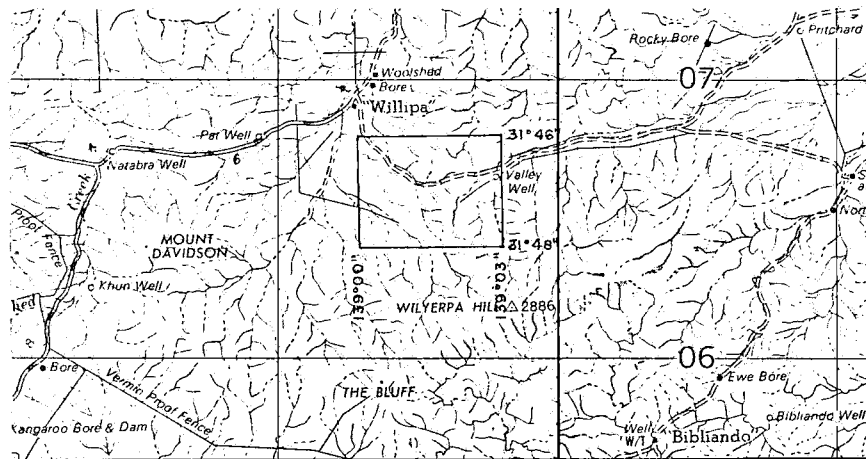 Rocky Bore
Pritchard
Woolshed
Bore
07
"Willipa"
Pat Well
31°46"
Natabra Well
6
Valley
Well
Creek
Proof Fence
MOUNT
DAVIDSON
31°48"
139°00"
139°03"
Khun Well
WILYERPA HILL △ 2886
06
8
Bore
Vermin Proof Fence
THE BLUFF
Ewe Bore
Kangaroo Bore & Dam
Bibliando Well
Well
W/T
"Bibliando"